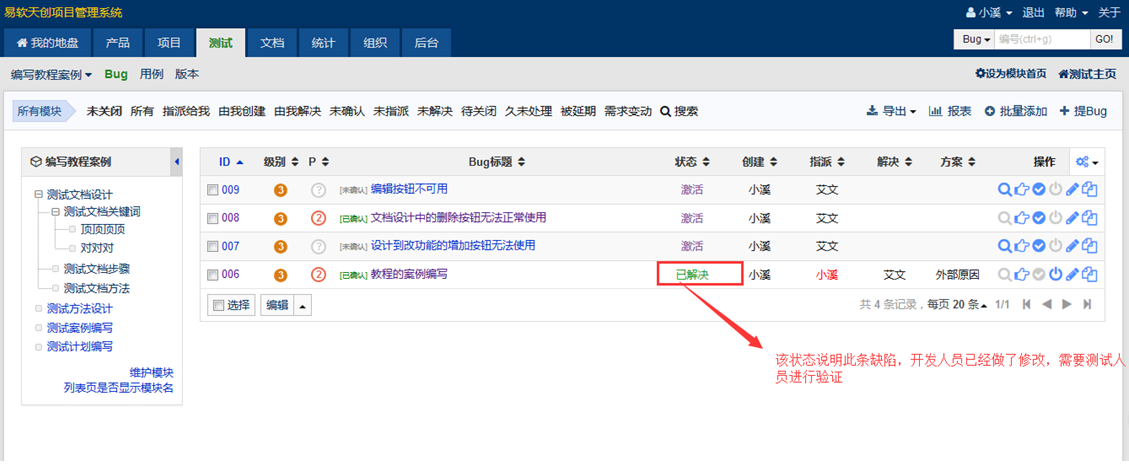 易软天创项目管理系统
小溪 退出 帮助 关于
我的地盘 产品 项目 测试 文档 统计 组织 后台
Bug 编号(ctrl+g) GO!
编写教程案例 Bug 用例 版本
设为模块首页 测试主页
所有模块 未关闭 所有 指派给我 由我创建 由我解决 未确认 未指派 未解决 待关闭 久未处理 被延期 需求变动 搜索
导出 报表 批量添加 提Bug
编写教程案例
测试文档设计
测试文档关键词
顶顶顶顶
对对对
测试文档步骤
测试文档方法
测试方法设计
测试案例编写
测试计划编写
维护模块
列表页是否显示模块名
ID 级别 P Bug标题 状态 创建 指派 解决 方案 操作
009 3 ? [未确认] 编辑按钮不可用 激活 小溪 艾文
008 3 2 [已确认] 文档设计中的删除按钮无法正常使用 激活 小溪 艾文
007 3 ? [未确认] 设计到改功能的增加按钮无法使用 激活 小溪 艾文
006 3 2 [已确认] 教程的案例编写 已解决 小溪 小溪 艾文 外部原因
选择 编辑 共 4 条记录，每页 20 条 1/1
该状态说明此条缺陷，开发人员已经做了修改，需要测试人
员进行验证